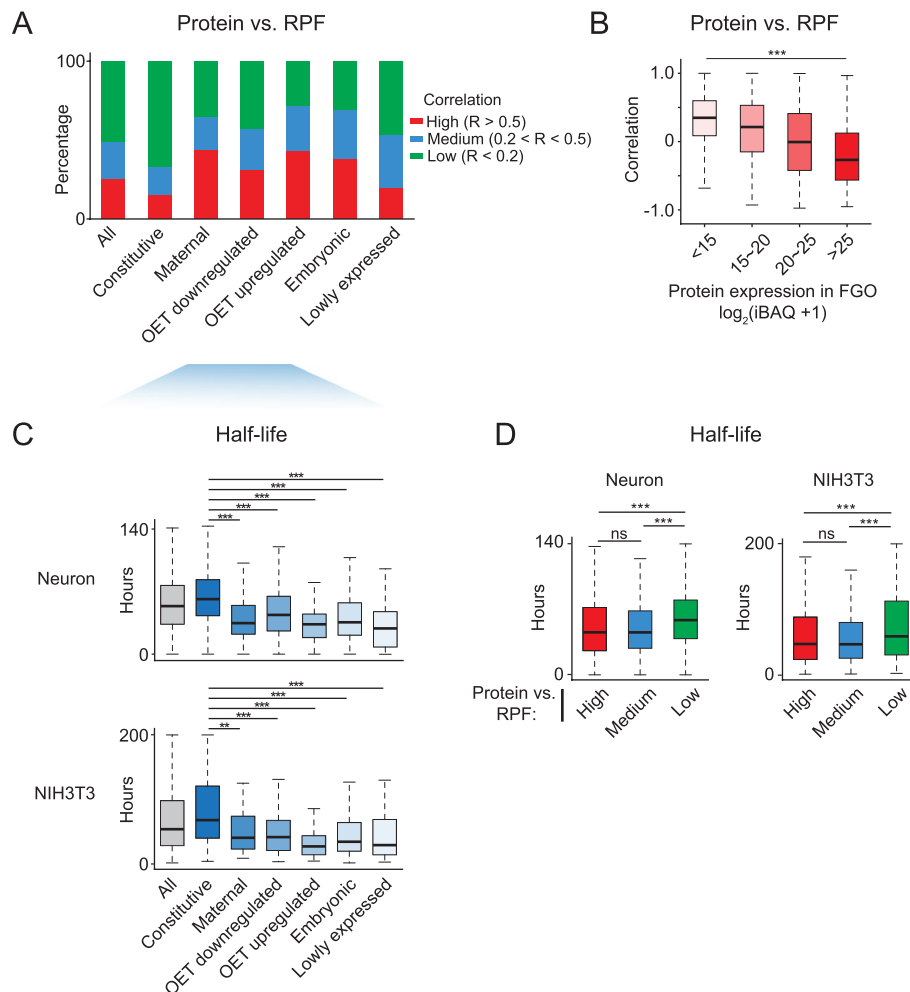 A
Protein vs. RPF
Percentage
100
0
All
Constitutive
Maternal
OET downregulated
OET upregulated
Embryonic
Lowly expressed
Correlation
High (R > 0.5)
Medium (0.2 < R < 0.5)
Low (R < 0.2)
B
Protein vs. RPF
***
Correlation
1.0
0
-1.0
<15
15~20
20~25
>25
Protein expression in FGO
log2(iBAQ +1)
C
Half-life
Neuron
Hours
140
0
***
***
***
***
***
***
NIH3T3
Hours
200
0
***
***
***
***
**
All
Constitutive
Maternal
OET downregulated
OET upregulated
Embryonic
Lowly expressed
D
Half-life
Neuron
***
ns
***
Hours
140
0
NIH3T3
***
ns
***
Hours
200
0
Protein vs.
RPF:
High
Medium
Low
High
Medium
Low